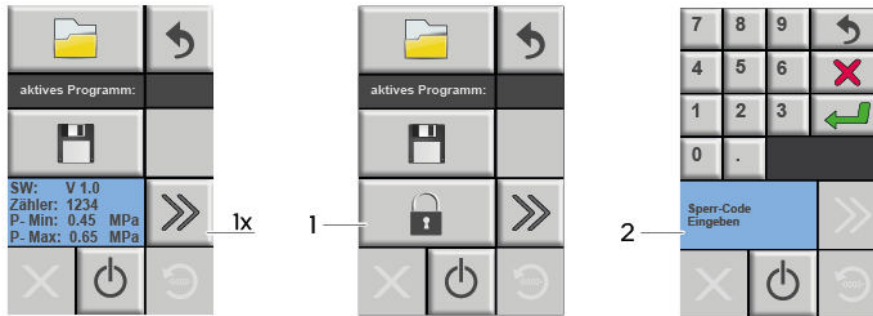 aktives Programm:
SW: V 1.0
Zähler: 1234
P- Min: 0.45 MPa
P- Max: 0.65 MPa
1x
aktives Programm:
1
7 8 9
4 5 6
1 2 3
0 .
Sperr-Code
Eingeben
2